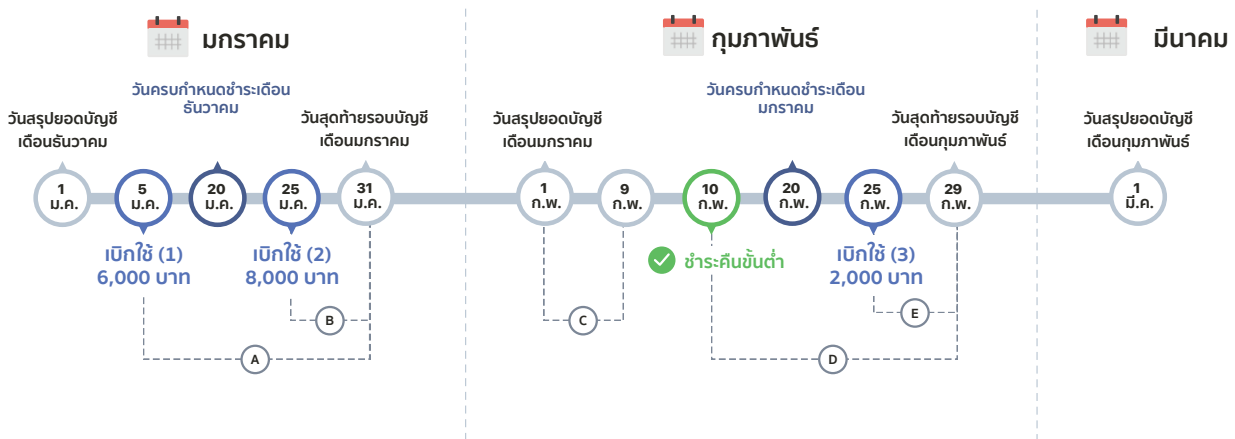 มกราคม
กุมภาพันธ์
มีนาคม
วันครบกำหนดชำระเดือน
ธันวาคม
วันครบกำหนดชำระเดือน
มกราคม
วันสรุปยอดบัญชี
เดือนธันวาคม
วันสุดท้ายรอบบัญชี
เดือนมกราคม
วันสรุปยอดบัญชี
เดือนมกราคม
วันสุดท้ายรอบบัญชี
เดือนกุมภาพันธ์
วันสรุปยอดบัญชี
เดือนกุมภาพันธ์
1
ม.ค.
5
ม.ค.
20
ม.ค.
25
ม.ค.
31
ม.ค.
1
ก.พ.
9
ก.พ.
10
ก.พ.
20
ก.พ.
25
ก.พ.
29
ก.พ.
1
มี.ค.
เบิกใช้ (1)
6,000 บาท
เบิกใช้ (2)
8,000 บาท
ชำระคืนขั้นต่ำ
เบิกใช้ (3)
2,000 บาท
B
C
E
A
D